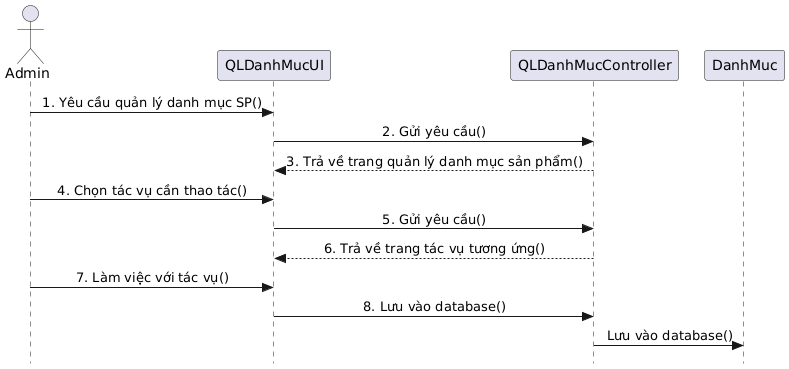 Admin
QLDanhMucUI
QLDanhMucController
DanhMuc
1. Yêu cầu quản lý danh mục SP()
2. Gửi yêu cầu()
3. Trả về trang quản lý danh mục sản phẩm()
4. Chọn tác vụ cần thao tác()
5. Gửi yêu cầu()
6. Trả về trang tác vụ tương ứng()
7. Làm việc với tác vụ()
8. Lưu vào database()
Lưu vào database()